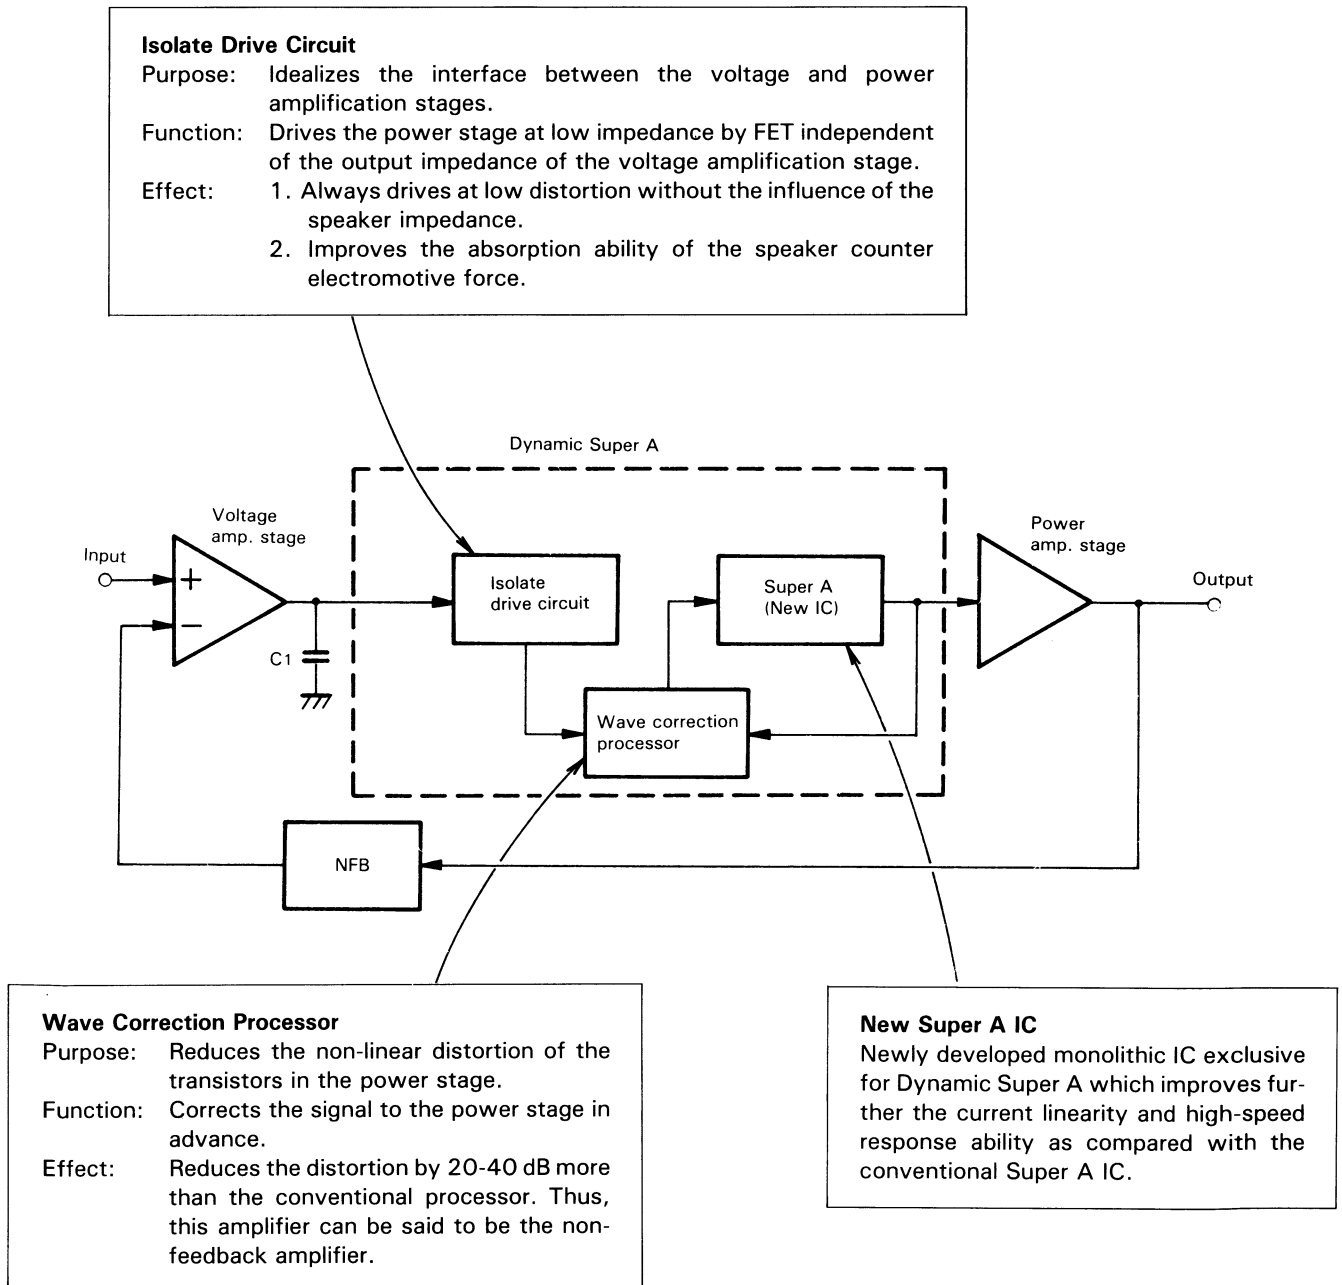 Isolate Drive Circuit
Purpose: Idealizes the interface between the voltage and power
amplification stages.
Function: Drives the power stage at low impedance by FET independent
of the output impedance of the voltage amplification stage.
Effect: 1. Always drives at low distortion without the influence of the
speaker impedance.
2. Improves the absorption ability of the speaker counter
electromotive force.
Dynamic Super A
Voltage
amp. stage
Input
+
−
C1
Isolate
drive circuit
Super A
(New IC)
Wave correction
processor
Power
amp. stage
Output
NFB
Wave Correction Processor
Purpose: Reduces the non-linear distortion of the
transistors in the power stage.
Function: Corrects the signal to the power stage in
advance.
Effect: Reduces the distortion by 20-40 dB more
than the conventional processor. Thus,
this amplifier can be said to be the non-
feedback amplifier.
New Super A IC
Newly developed monolithic IC exclusive
for Dynamic Super A which improves fur-
ther the current linearity and high-speed
response ability as compared with the
conventional Super A IC.